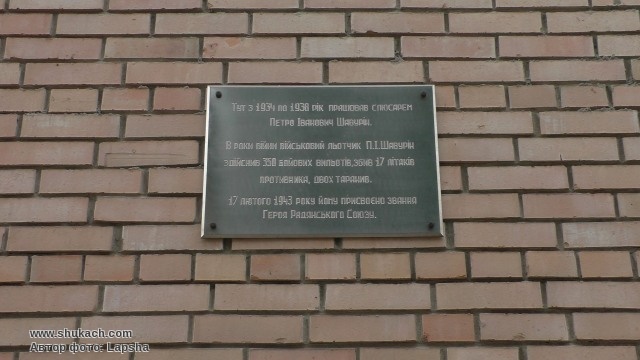 Тут з 1934 по 1938 рік працював слюсарем
Петро Іванович Шавурін.
В роки війни військовий льотчик П.І.Шавурін
здійснив 350 бойових вильотів,збив 17 літаків
противника, двох таранив.
17 лютого 1943 року йому присвоєно звання
Героя Радянського Союзу.
www.shukach.com
Автор фото: Lapsha